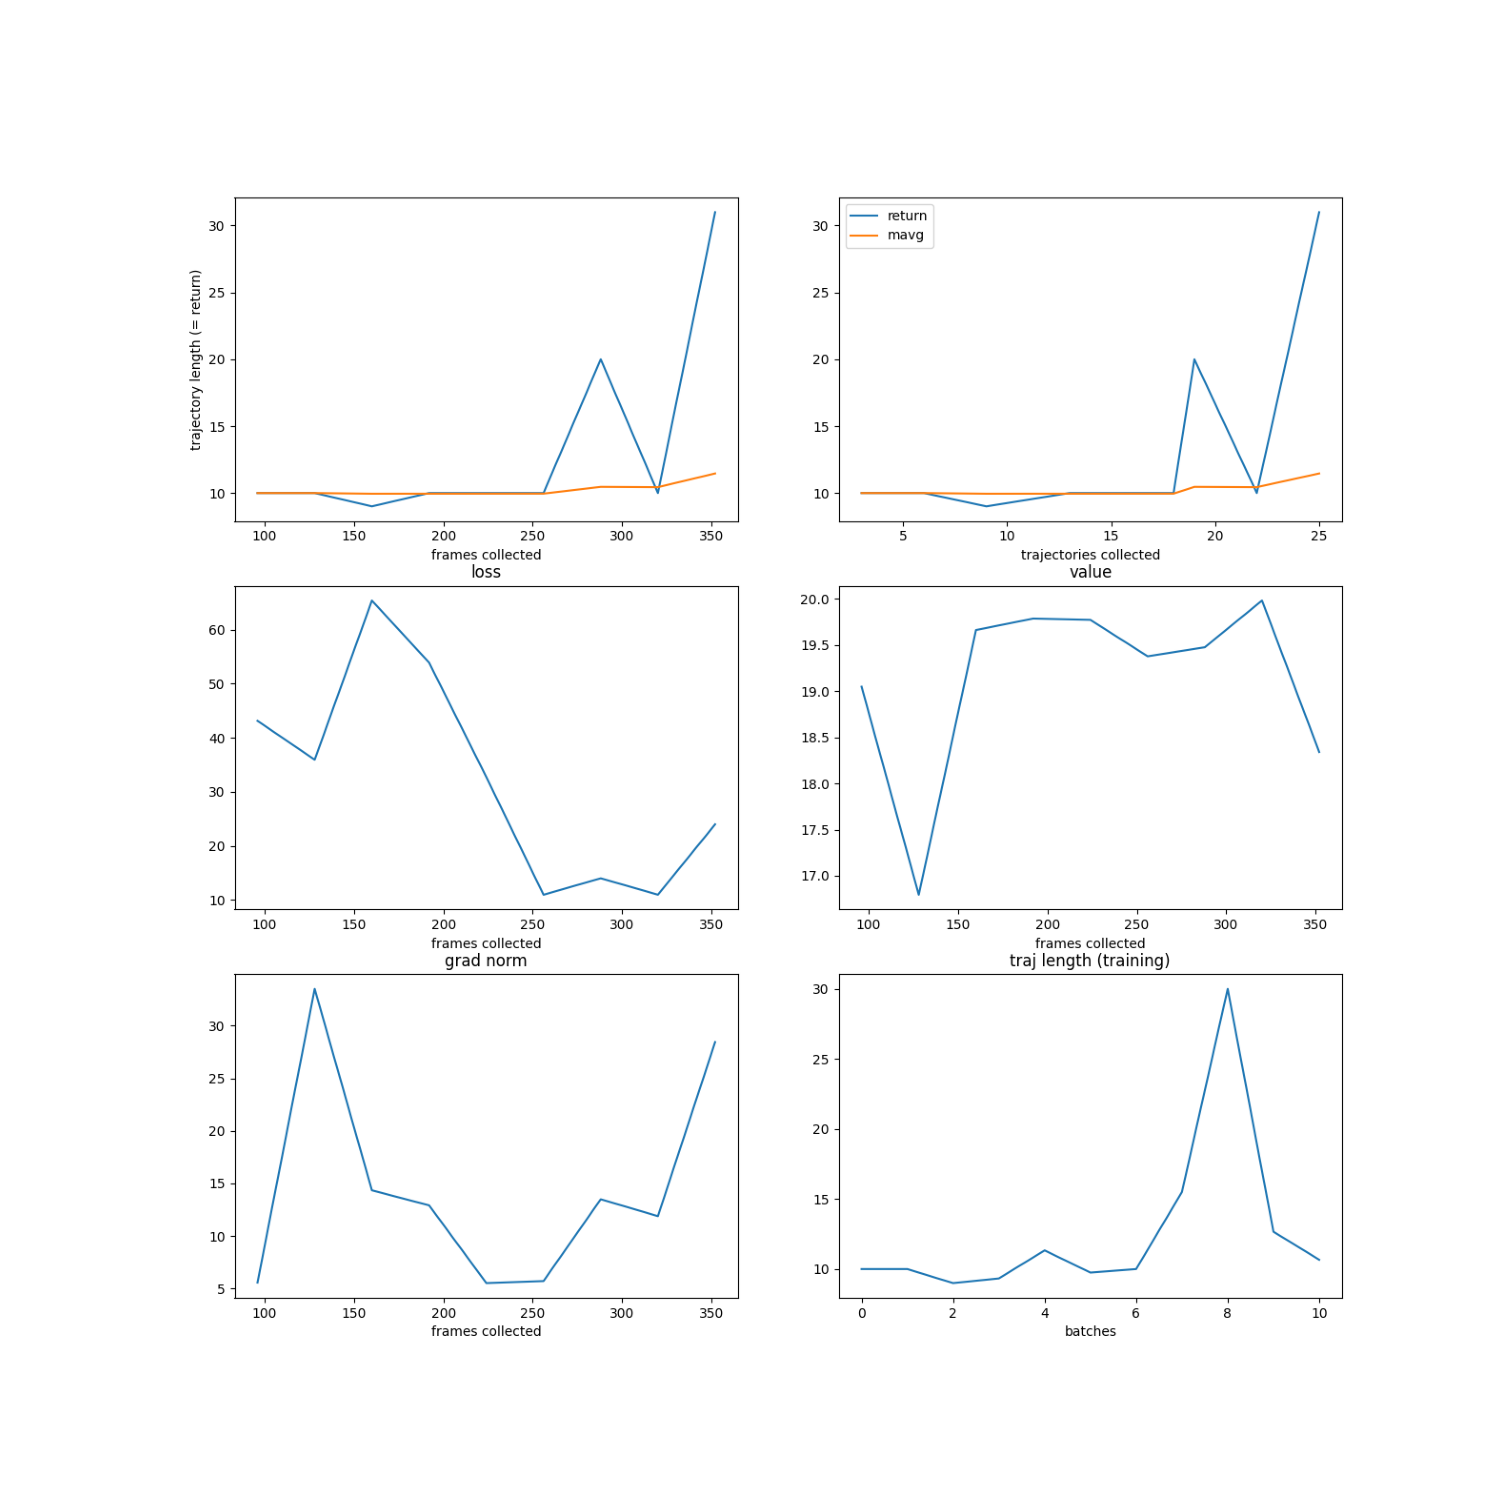 trajectory length (= return)
30
25
20
15
10
100 150 200 250 300 350
frames collected
return
mavg
30
25
20
15
10
5 10 15 20 25
trajectories collected
loss
60
50
40
30
20
10
100 150 200 250 300 350
frames collected
value
20.0
19.5
19.0
18.5
18.0
17.5
17.0
100 150 200 250 300 350
frames collected
grad norm
30
25
20
15
10
5
100 150 200 250 300 350
frames collected
traj length (training)
30
25
20
15
10
0 2 4 6 8 10
batches